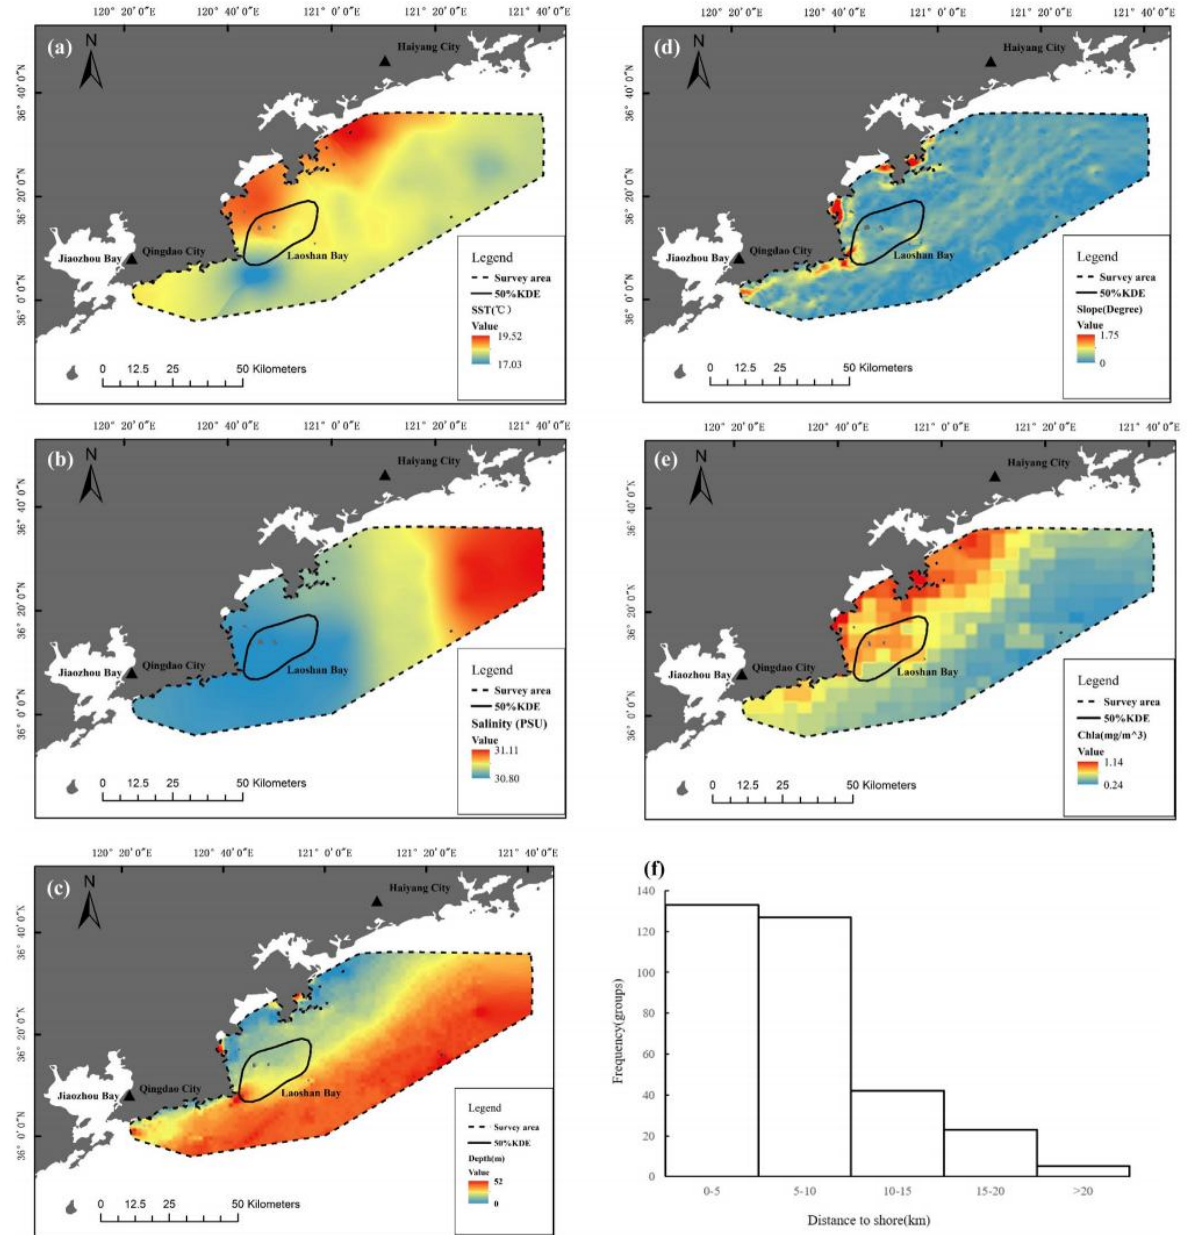 120° 20′ 0″E 120° 40′ 0″E 121° 0′ 0″E 121° 20′ 0″E 121° 40′ 0″E
(a)
N
Haiyang City
36° 40′ 0″N
36° 20′ 0″N
36° 0′ 0″N
Jiaozhou Bay
Qingdao City
Laoshan Bay
Legend
Survey area
50%KDE
SST(℃)
Value
19.52
17.03
0 12.5 25 50 Kilometers
120° 20′ 0″E 120° 40′ 0″E 121° 0′ 0″E 121° 20′ 0″E 121° 40′ 0″E
(d)
N
Haiyang City
36° 40′ 0″N
36° 20′ 0″N
36° 0′ 0″N
Jiaozhou Bay
Qingdao City
Laoshan Bay
Legend
Survey area
50%KDE
Slope(Degree)
Value
1.75
0
0 12.5 25 50 Kilometers
120° 20′ 0″E 120° 40′ 0″E 121° 0′ 0″E 121° 20′ 0″E 121° 40′ 0″E
(b)
N
Haiyang City
36° 40′ 0″N
36° 20′ 0″N
36° 0′ 0″N
Jiaozhou Bay
Qingdao City
Laoshan Bay
Legend
Survey area
50%KDE
Salinity (PSU)
Value
31.11
30.80
0 12.5 25 50 Kilometers
120° 20′ 0″E 120° 40′ 0″E 121° 0′ 0″E 121° 20′ 0″E 121° 40′ 0″E
(e)
N
Haiyang City
36° 40′ 0″N
36° 20′ 0″N
36° 0′ 0″N
Jiaozhou Bay
Qingdao City
Laoshan Bay
Legend
Survey area
50%KDE
Chla(mg/m^3)
Value
1.14
0.24
0 12.5 25 50 Kilometers
120° 20′ 0″E 120° 40′ 0″E 121° 0′ 0″E 121° 20′ 0″E 121° 40′ 0″E
(c)
N
Haiyang City
36° 40′ 0″N
36° 20′ 0″N
36° 0′ 0″N
Jiaozhou Bay
Qingdao City
Laoshan Bay
Legend
Survey area
50%KDE
Depth(m)
Value
52
0
0 12.5 25 50 Kilometers
(f)
140
120
100
80
60
40
20
0
Frequency(groups)
0-5 5-10 10-15 15-20 >20
Distance to shore(km)